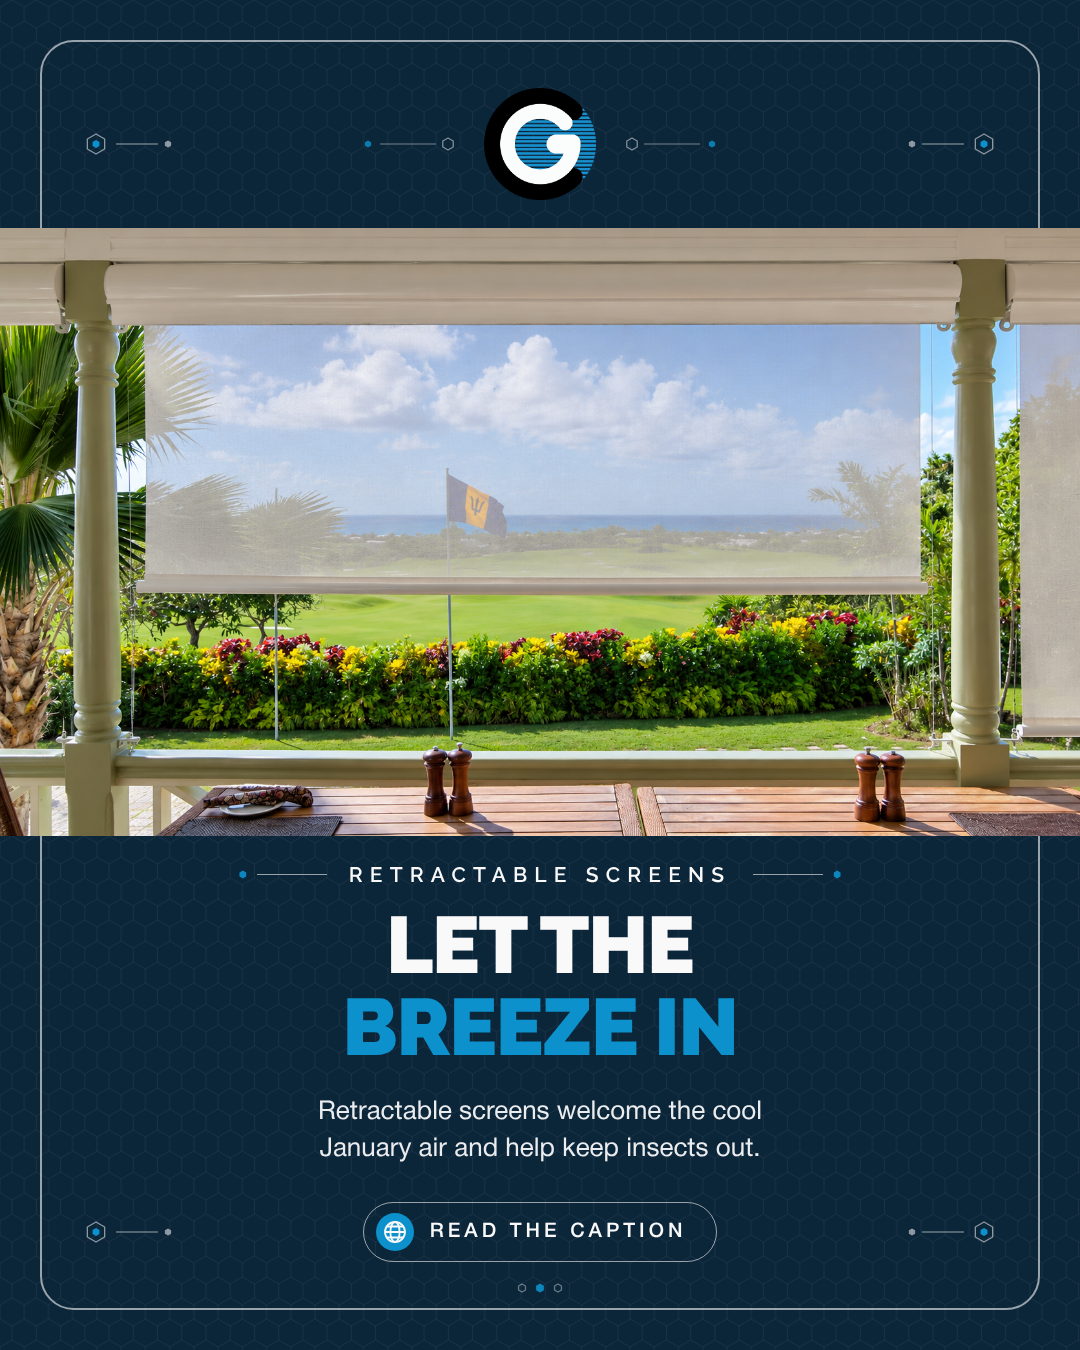 G
RETRACTABLE SCREENS
LET THE
BREEZE IN
Retractable screens welcome the cool
January air and help keep insects out.
READ THE CAPTION